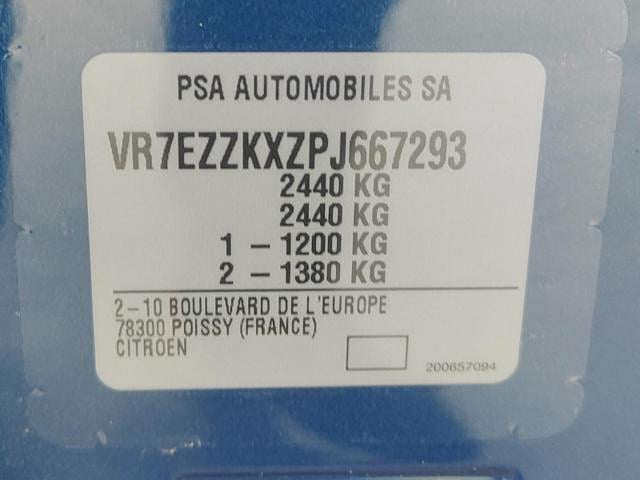 PSA AUTOMOBILES SA
VR7EZZKXZPJ667293
2440 KG
2440 KG
1 - 1200 KG
2 - 1380 KG
2-10 BOULEVARD DE L'EUROPE
78300 POISSY (FRANCE)
CITROEN
200657094